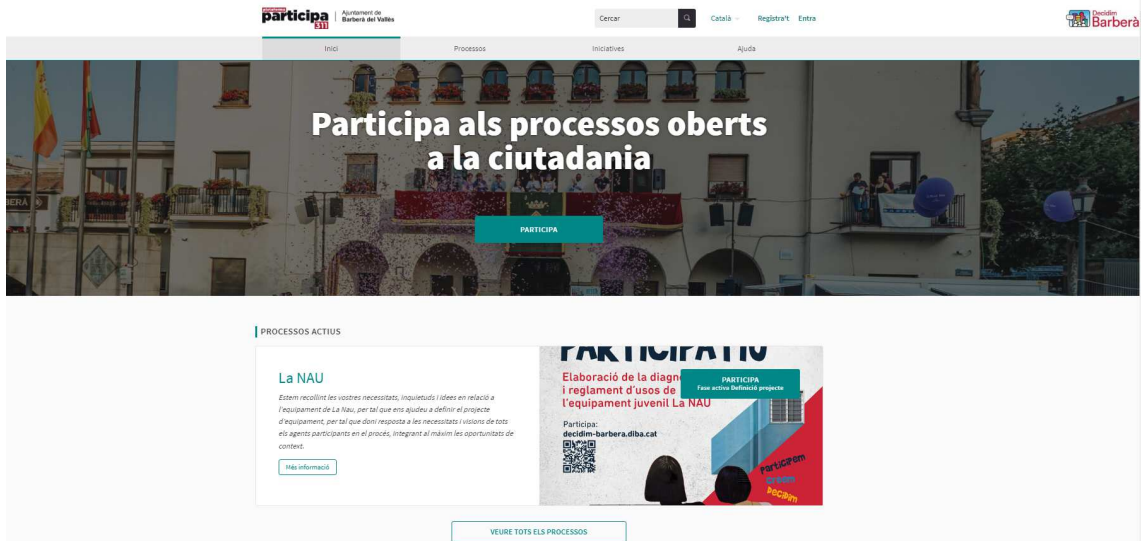 participa
311
Ajuntament de
Barberà del Vallès
Cercar
Català
Registra't
Entra
Decidim
Barberà
Inici
Processos
Iniciatives
Ajuda
Participa als processos oberts
a la ciutadania
PARTICIPA
PROCESSOS ACTIUS
La NAU
Estem recollint les vostres necessitats, inquietuds i idees en relació a
l'equipament de La Nau, per tal que ens ajudeu a definir el projecte
d'equipament, per tal que doni resposta a les necessitats i visions de tots
els agents participants en el procés, integrant al màxim les oportunitats de
context.
Més informació
PARTICIPATIU
Elaboració de la diagn
i reglament d'usos de
l'equipament juvenil La NAU
PARTICIPA
Fase activa Definició projecte
Participa:
decidim-barbera.diba.cat
Participem
Creem
Decidim
VEURE TOTS ELS PROCESSOS